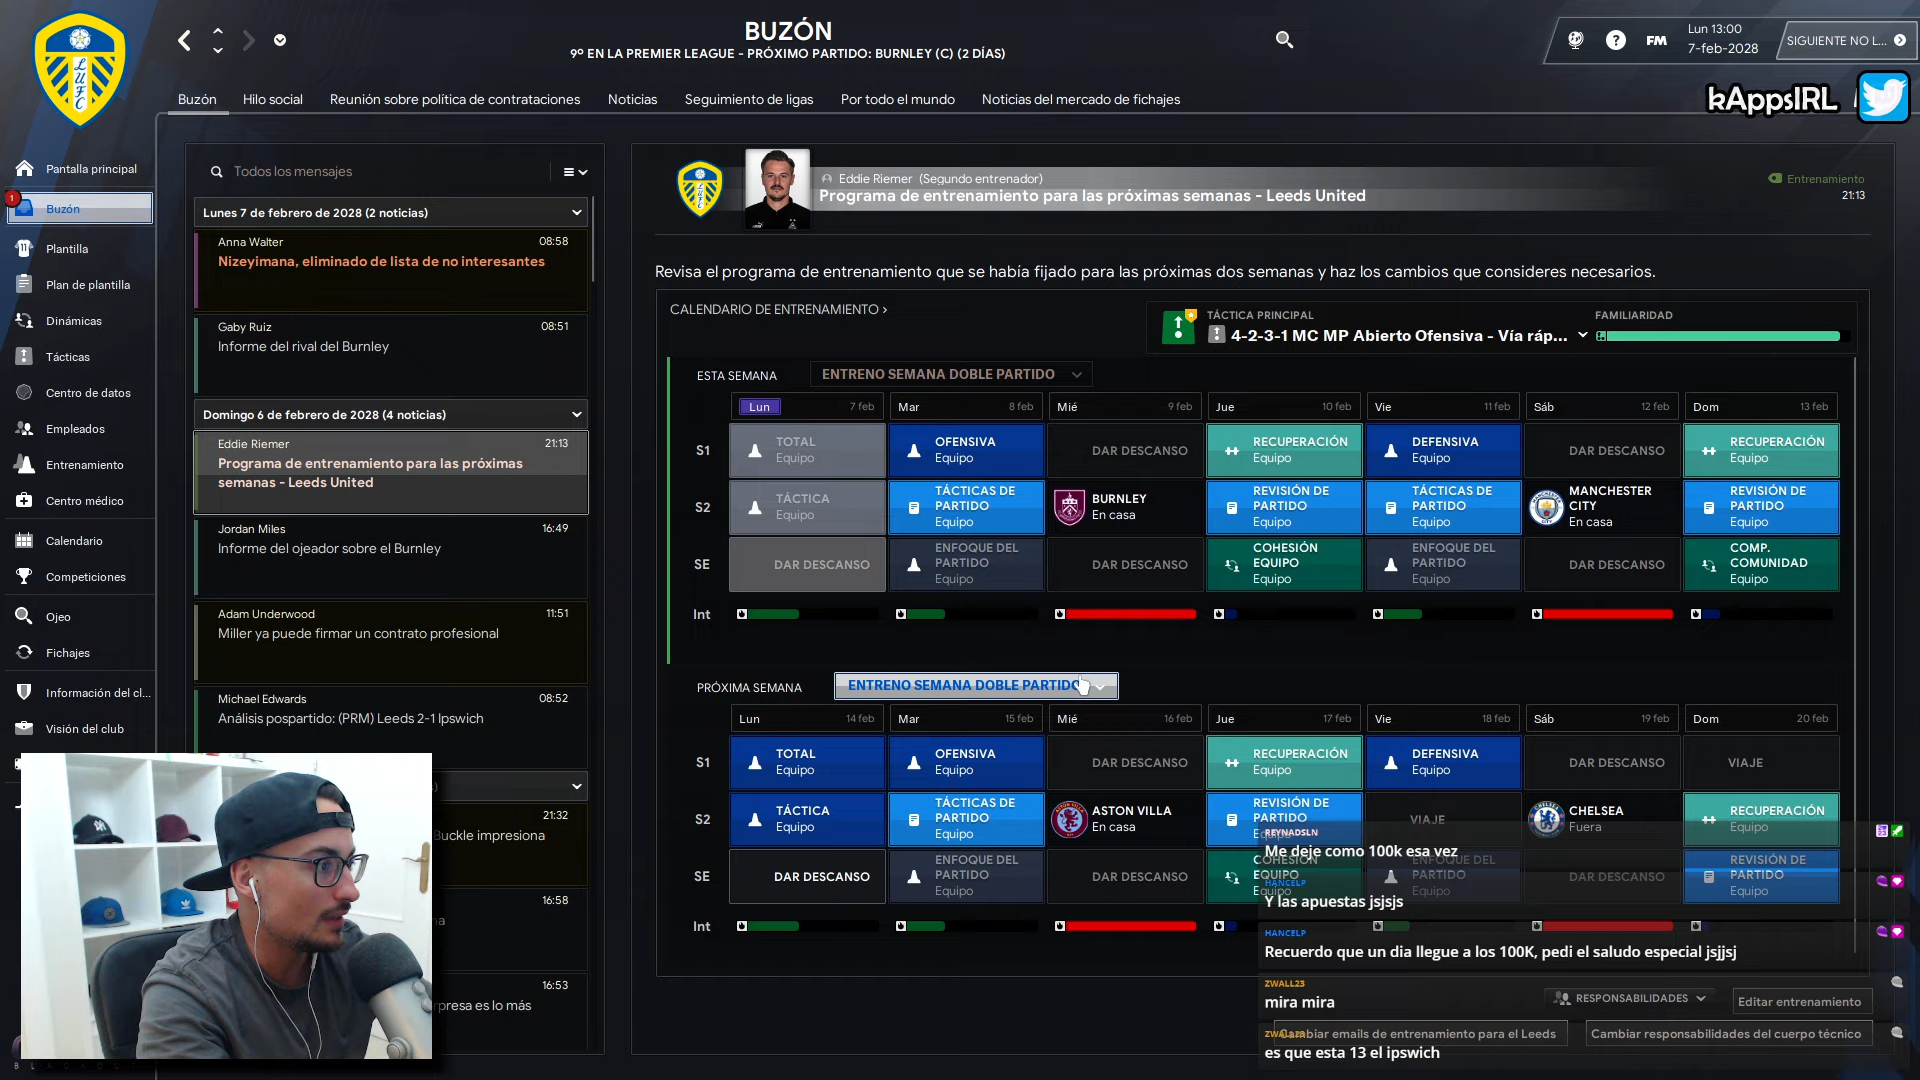 BUZÓN
9º EN LA PREMIER LEAGUE - PRÓXIMO PARTIDO: BURNLEY (C) (2 DÍAS)
FM
Lun 13:00
7-feb-2028
SIGUIENTE NO L...
Buzón
Hilo social
Reunión sobre política de contrataciones
Noticias
Seguimiento de ligas
Por todo el mundo
Noticias del mercado de fichajes
kAppsIRL
LUFC
Pantalla principal
1
Buzón
Plantilla
Plan de plantilla
Dinámicas
Tácticas
Centro de datos
Empleados
Entrenamiento
Centro médico
Calendario
Competiciones
Ojeo
Fichajes
Información del cl...
Visión del club
Todos los mensajes
Lunes 7 de febrero de 2028 (2 noticias)
Anna Walter 08:58
Nizeyimana, eliminado de lista de no interesantes
Gaby Ruiz 08:51
Informe del rival del Burnley
Domingo 6 de febrero de 2028 (4 noticias)
Eddie Riemer 21:13
Programa de entrenamiento para las próximas
semanas - Leeds United
Jordan Miles 16:49
Informe del ojeador sobre el Burnley
Adam Underwood 11:51
Miller ya puede firmar un contrato profesional
Michael Edwards 08:52
Análisis pospartido: (PRM) Leeds 2-1 Ipswich
21:32
Buckle impresiona
16:58
16:53
rpresa es lo más
Eddie Riemer (Segundo entrenador)
Programa de entrenamiento para las próximas semanas - Leeds United
Entrenamiento
21:13
Revisa el programa de entrenamiento que se había fijado para las próximas dos semanas y haz los cambios que consideres necesarios.
CALENDARIO DE ENTRENAMIENTO >
TÁCTICA PRINCIPAL
4-2-3-1 MC MP Abierto Ofensiva - Vía ráp...
FAMILIARIDAD
ESTA SEMANA
ENTRENO SEMANA DOBLE PARTIDO
Lun 7 feb Mar 8 feb Mié 9 feb Jue 10 feb Vie 11 feb Sáb 12 feb Dom 13 feb
S1
TOTAL
Equipo
OFENSIVA
Equipo
DAR DESCANSO
RECUPERACIÓN
Equipo
DEFENSIVA
Equipo
DAR DESCANSO
RECUPERACIÓN
Equipo
S2
TÁCTICA
Equipo
TÁCTICAS DE
PARTIDO
Equipo
BURNLEY
En casa
REVISIÓN DE
PARTIDO
Equipo
TÁCTICAS DE
PARTIDO
Equipo
MANCHESTER
CITY
En casa
REVISIÓN DE
PARTIDO
Equipo
SE
DAR DESCANSO
ENFOQUE DEL
PARTIDO
Equipo
DAR DESCANSO
COHESIÓN
EQUIPO
Equipo
ENFOQUE DEL
PARTIDO
Equipo
DAR DESCANSO
COMP.
COMUNIDAD
Equipo
Int
PRÓXIMA SEMANA
ENTRENO SEMANA DOBLE PARTIDO
Lun 14 feb Mar 15 feb Mié 16 feb Jue 17 feb Vie 18 feb Sáb 19 feb Dom 20 feb
S1
TOTAL
Equipo
OFENSIVA
Equipo
DAR DESCANSO
RECUPERACIÓN
Equipo
DEFENSIVA
Equipo
DAR DESCANSO
VIAJE
S2
TÁCTICA
Equipo
TÁCTICAS DE
PARTIDO
Equipo
ASTON VILLA
En casa
REVISIÓN DE
PARTIDO
VIAJE
CHELSEA
Fuera
RECUPERACIÓN
Equipo
SE
DAR DESCANSO
ENFOQUE DEL
PARTIDO
Equipo
DAR DESCANSO
COHESIÓN
EQUIPO
Equipo
ENFOQUE DEL
PARTIDO
Equipo
DAR DESCANSO
REVISIÓN DE
PARTIDO
Equipo
Int
REYNADSLN
Me deje como 100k esa vez
HANCELP
Y las apuestas jsjsjs
HANCELP
Recuerdo que un dia llegue a los 100K, pedi el saludo especial jsjjsj
ZWALL23
mira mira
RESPONSABILIDADES
Editar entrenamiento
Cambiar emails de entrenamiento para el Leeds
Cambiar responsabilidades del cuerpo técnico
es que esta 13 el ipswich